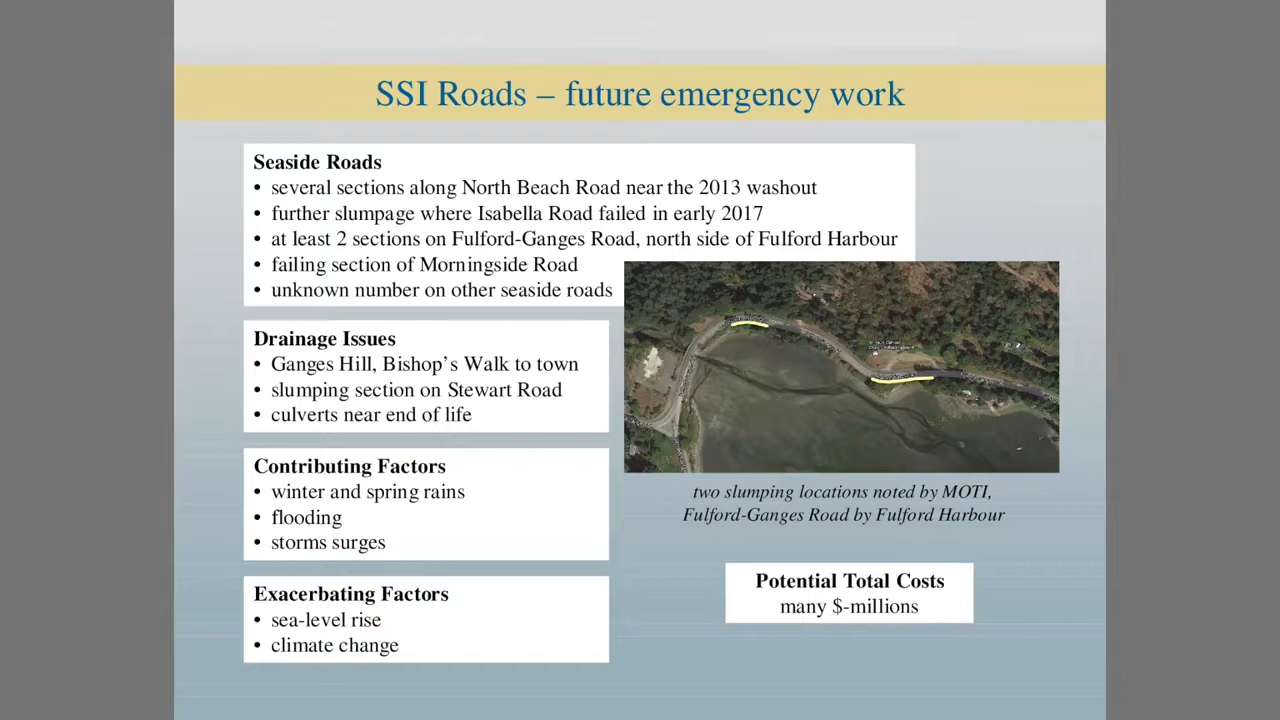 SSI Roads – future emergency work
Seaside Roads
• several sections along North Beach Road near the 2013 washout
• further slumpage where Isabella Road failed in early 2017
• at least 2 sections on Fulford-Ganges Road, north side of Fulford Harbour
• failing section of Morningside Road
• unknown number on other seaside roads
Drainage Issues
• Ganges Hill, Bishop’s Walk to town
• slumping section on Stewart Road
• culverts near end of life
Contributing Factors
• winter and spring rains
• flooding
• storms surges
Exacerbating Factors
• sea-level rise
• climate change
two slumping locations noted by MOTI,
Fulford-Ganges Road by Fulford Harbour
Potential Total Costs
many $-millions